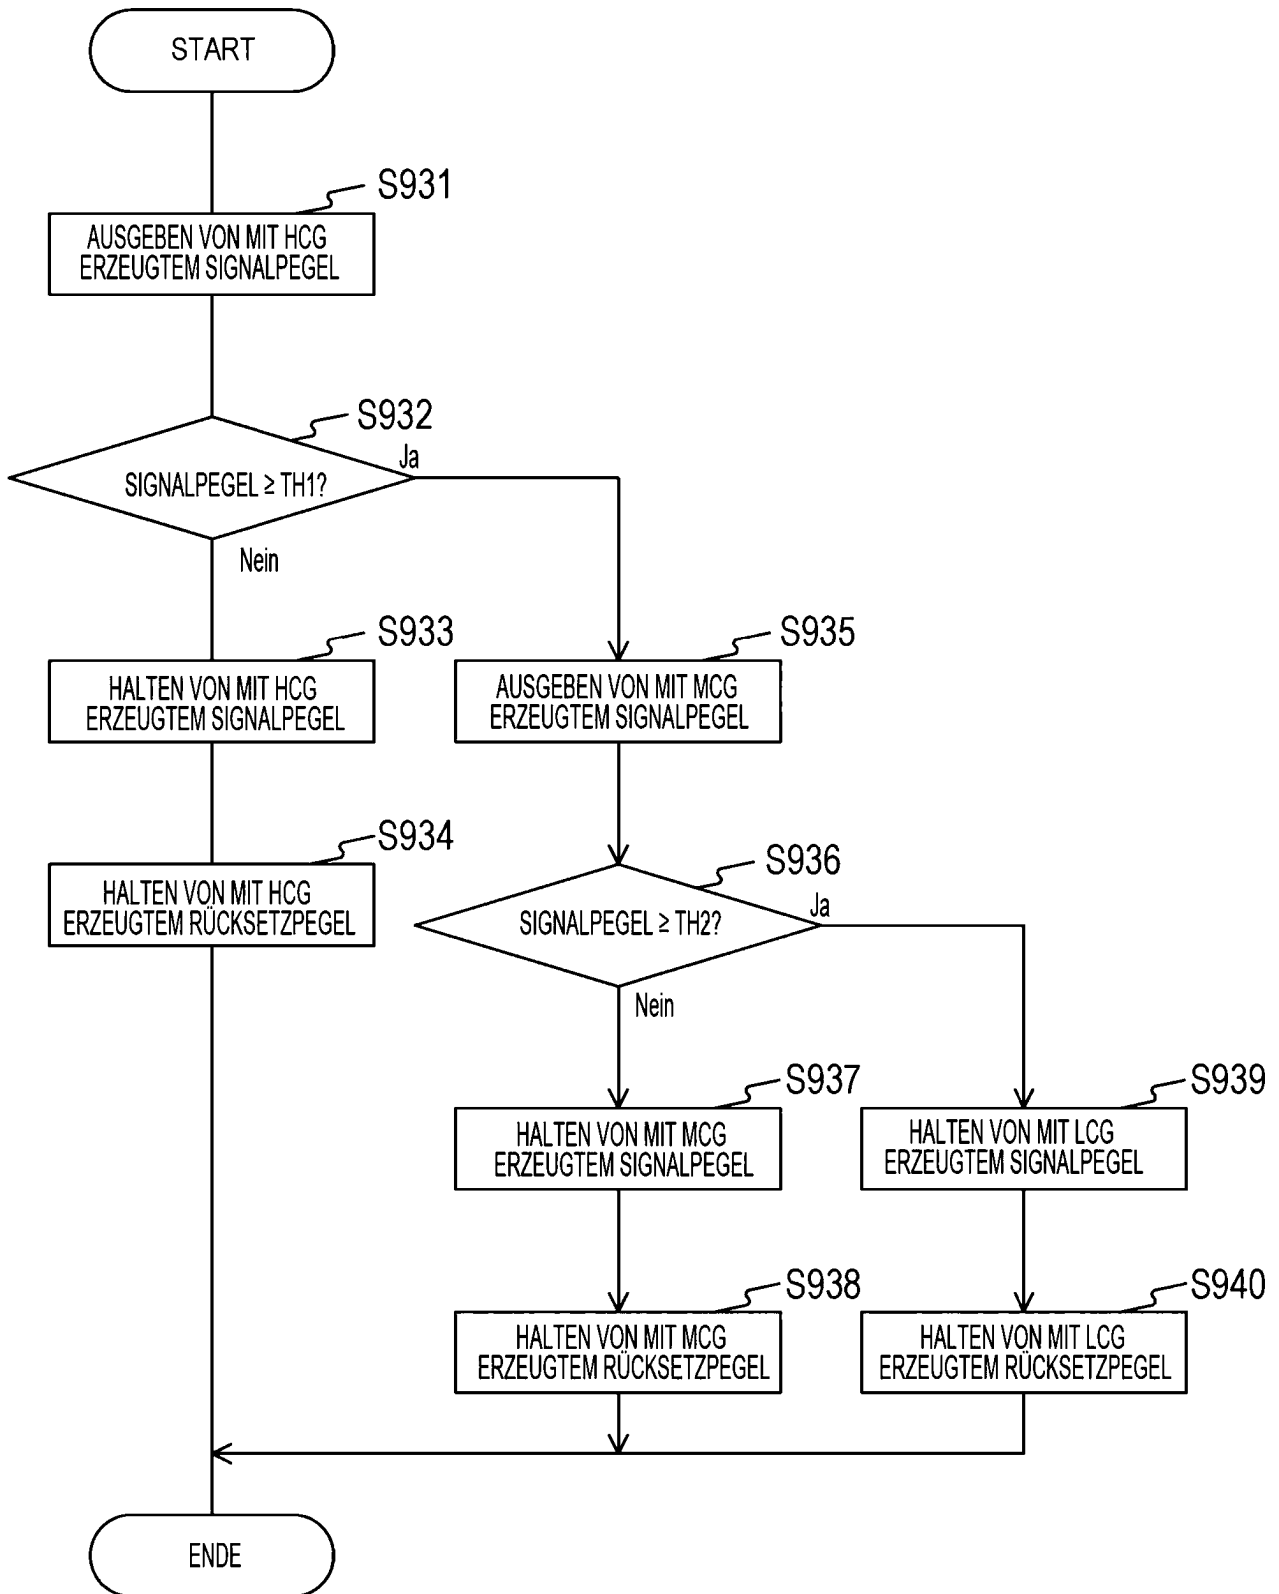 START
S931
AUSGEBEN VON MIT HCG
ERZEUGTEM SIGNALPEGEL
S932
SIGNALPEGEL ≥ TH1?
Ja
Nein
S933
HALTEN VON MIT HCG
ERZEUGTEM SIGNALPEGEL
S935
AUSGEBEN VON MIT MCG
ERZEUGTEM SIGNALPEGEL
S934
HALTEN VON MIT HCG
ERZEUGTEM RÜCKSETZPEGEL
S936
SIGNALPEGEL ≥ TH2?
Ja
Nein
S937
HALTEN VON MIT MCG
ERZEUGTEM SIGNALPEGEL
S939
HALTEN VON MIT LCG
ERZEUGTEM SIGNALPEGEL
S938
HALTEN VON MIT MCG
ERZEUGTEM RÜCKSETZPEGEL
S940
HALTEN VON MIT LCG
ERZEUGTEM RÜCKSETZPEGEL
ENDE